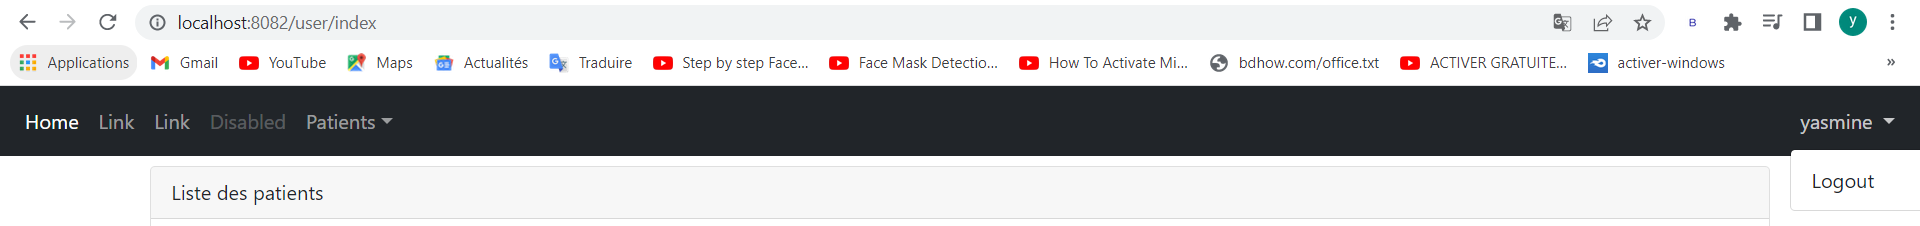 localhost:8082/user/index
B
y
Applications Gmail YouTube Maps Actualités Traduire Step by step Face... Face Mask Detectio... How To Activate Mi... bdhow.com/office.txt ACTIVER GRATUITE... activer-windows »
Home Link Link Disabled Patients yasmine
Logout
Liste des patients